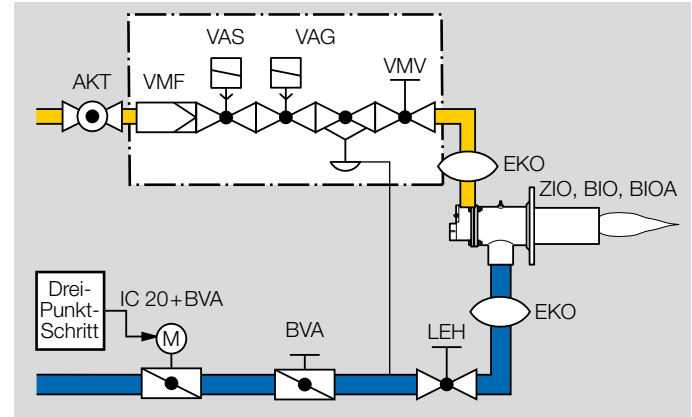 VAS
VAG
AKT
VMF
VMV
EKO
ZIO, BIO, BIOA
Drei-
Punkt-
Schritt
IC 20+BVA
M
BVA
LEH
EKO